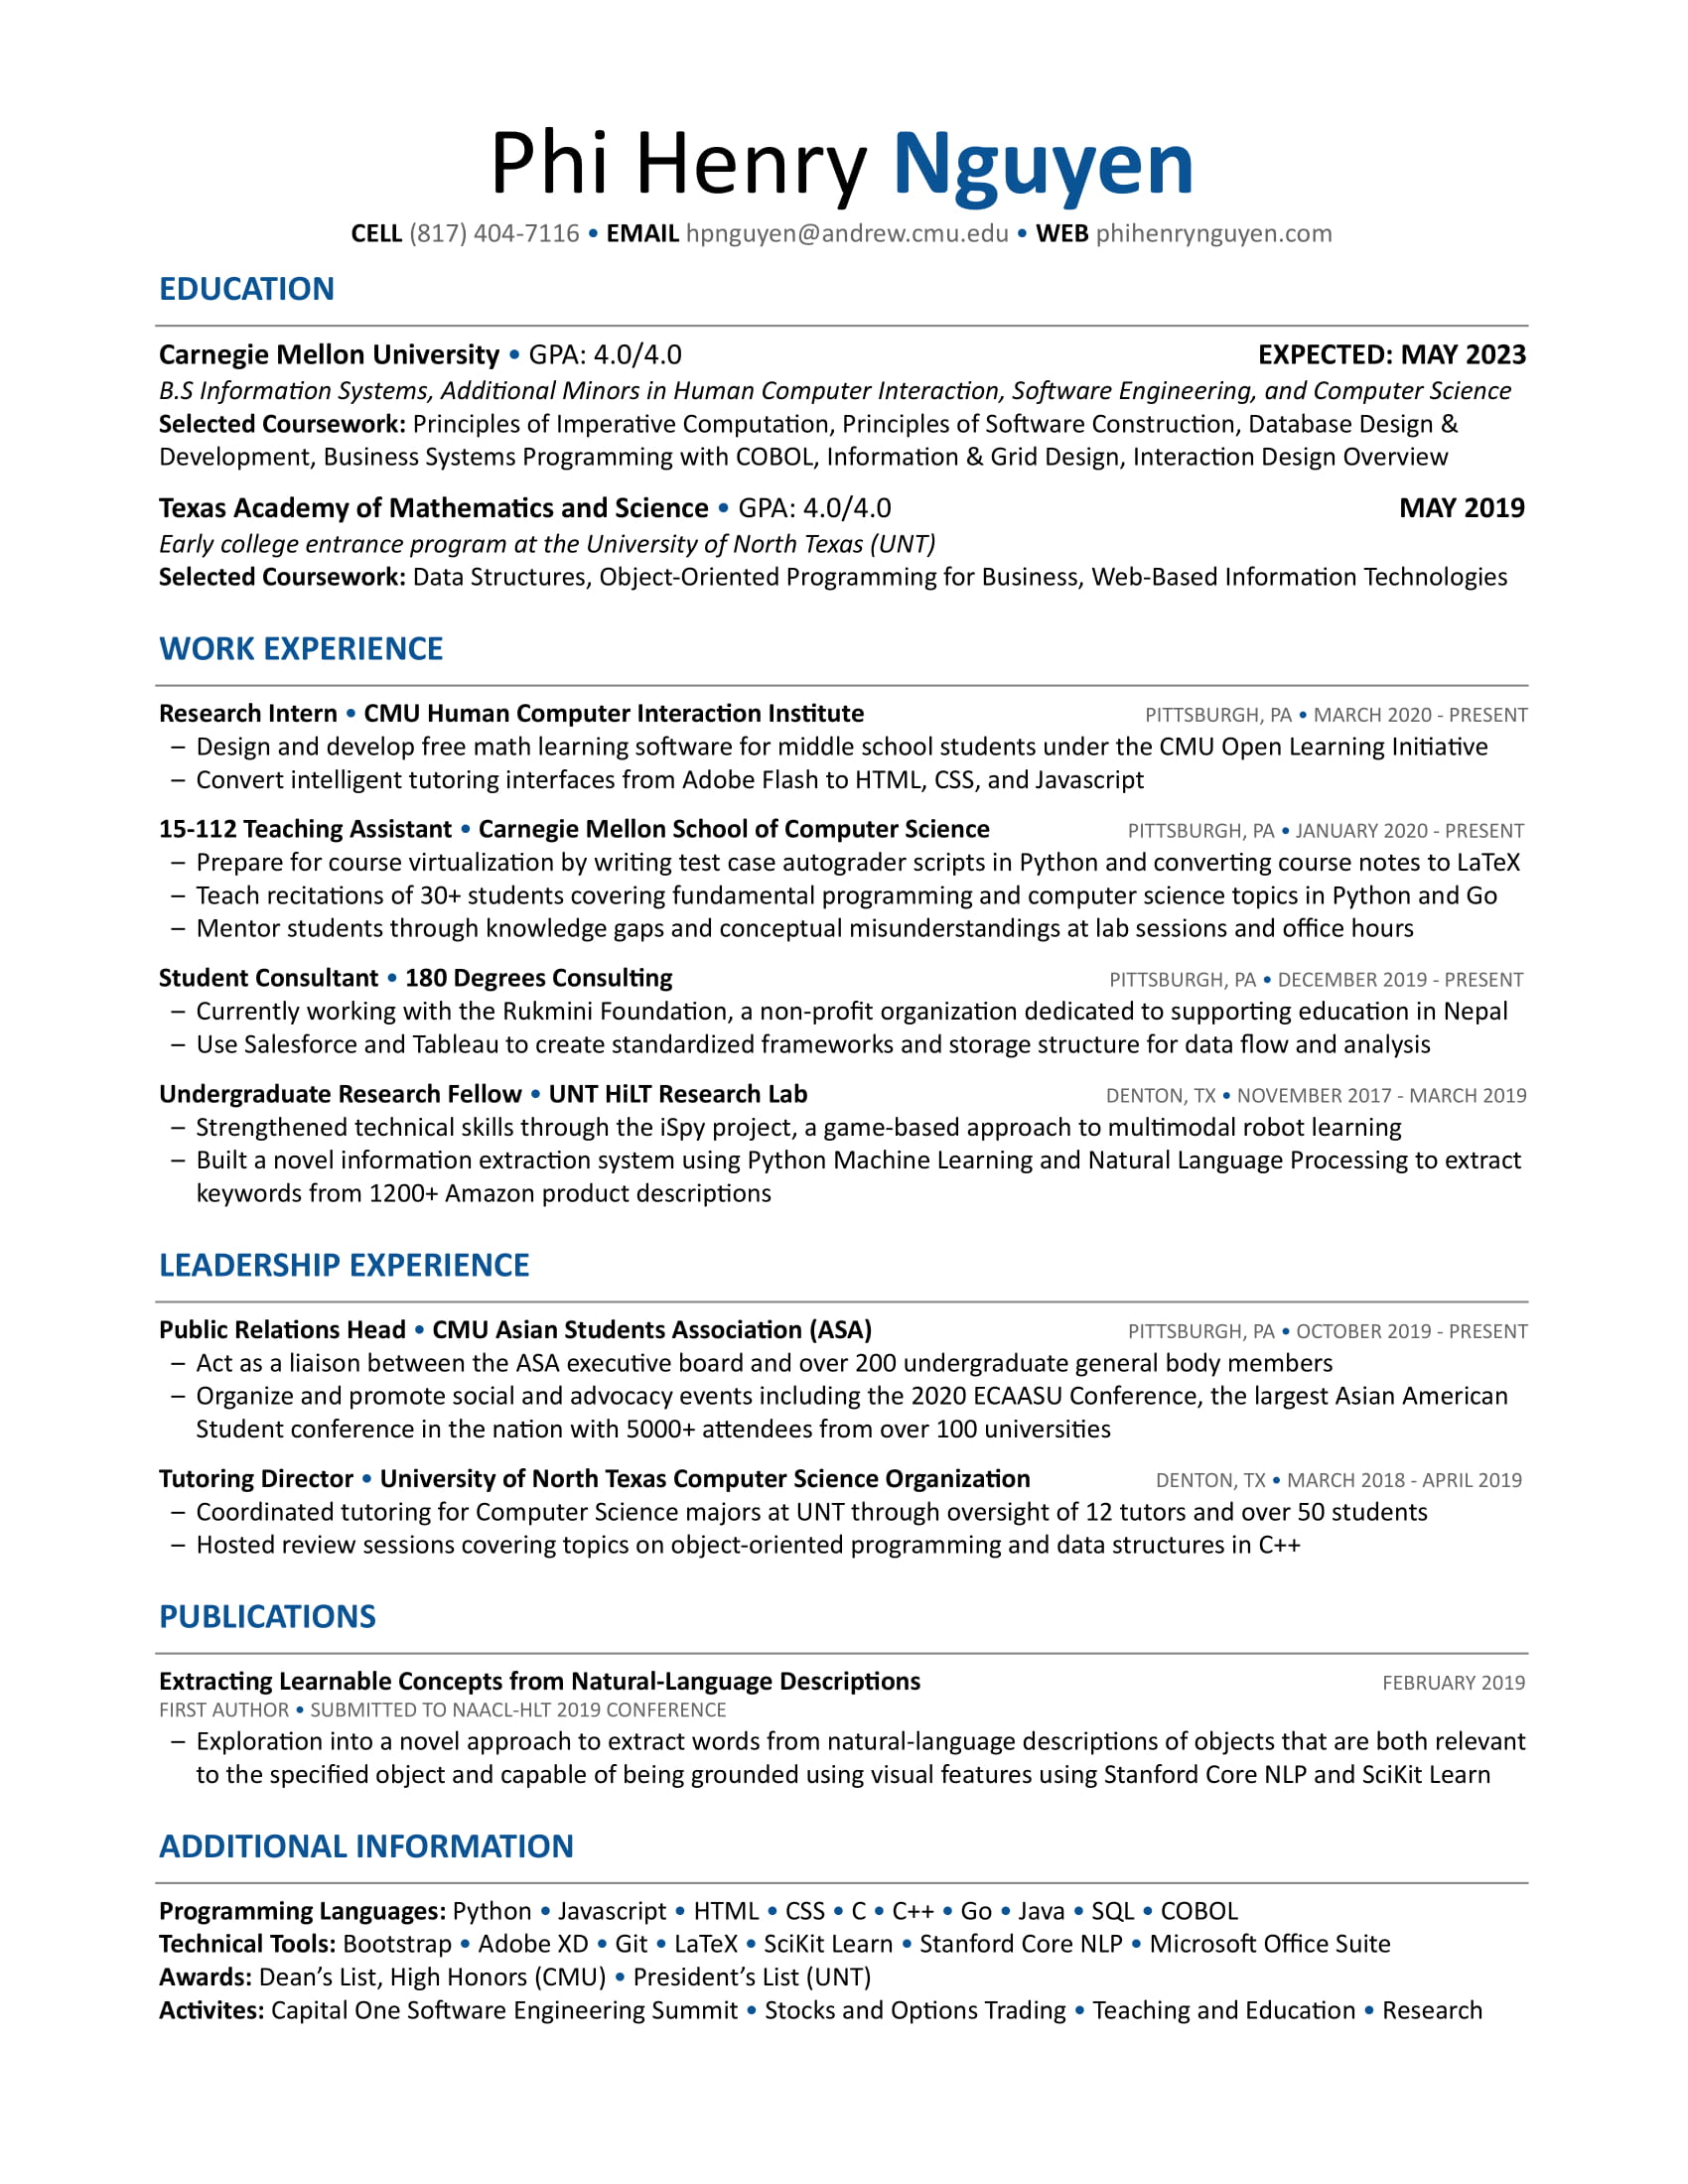 Phi Henry Nguyen
CELL (817) 404-7116 • EMAIL hpnguyen@andrew.cmu.edu • WEB phihenrynguyen.com
EDUCATION
Carnegie Mellon University • GPA: 4.0/4.0 EXPECTED: MAY 2023
B.S Information Systems, Additional Minors in Human Computer Interaction, Software Engineering, and Computer Science
Selected Coursework: Principles of Imperative Computation, Principles of Software Construction, Database Design &
Development, Business Systems Programming with COBOL, Information & Grid Design, Interaction Design Overview
Texas Academy of Mathematics and Science • GPA: 4.0/4.0 MAY 2019
Early college entrance program at the University of North Texas (UNT)
Selected Coursework: Data Structures, Object-Oriented Programming for Business, Web-Based Information Technologies
WORK EXPERIENCE
Research Intern • CMU Human Computer Interaction Institute PITTSBURGH, PA • MARCH 2020 - PRESENT
– Design and develop free math learning software for middle school students under the CMU Open Learning Initiative
– Convert intelligent tutoring interfaces from Adobe Flash to HTML, CSS, and Javascript
15-112 Teaching Assistant • Carnegie Mellon School of Computer Science PITTSBURGH, PA • JANUARY 2020 - PRESENT
– Prepare for course virtualization by writing test case autograder scripts in Python and converting course notes to LaTeX
– Teach recitations of 30+ students covering fundamental programming and computer science topics in Python and Go
– Mentor students through knowledge gaps and conceptual misunderstandings at lab sessions and office hours
Student Consultant • 180 Degrees Consulting PITTSBURGH, PA • DECEMBER 2019 - PRESENT
– Currently working with the Rukmini Foundation, a non-profit organization dedicated to supporting education in Nepal
– Use Salesforce and Tableau to create standardized frameworks and storage structure for data flow and analysis
Undergraduate Research Fellow • UNT HiLT Research Lab DENTON, TX • NOVEMBER 2017 - MARCH 2019
– Strengthened technical skills through the iSpy project, a game-based approach to multimodal robot learning
– Built a novel information extraction system using Python Machine Learning and Natural Language Processing to extract
keywords from 1200+ Amazon product descriptions
LEADERSHIP EXPERIENCE
Public Relations Head • CMU Asian Students Association (ASA) PITTSBURGH, PA • OCTOBER 2019 - PRESENT
– Act as a liaison between the ASA executive board and over 200 undergraduate general body members
– Organize and promote social and advocacy events including the 2020 ECAASU Conference, the largest Asian American
Student conference in the nation with 5000+ attendees from over 100 universities
Tutoring Director • University of North Texas Computer Science Organization DENTON, TX • MARCH 2018 - APRIL 2019
– Coordinated tutoring for Computer Science majors at UNT through oversight of 12 tutors and over 50 students
– Hosted review sessions covering topics on object-oriented programming and data structures in C++
PUBLICATIONS
Extracting Learnable Concepts from Natural-Language Descriptions FEBRUARY 2019
FIRST AUTHOR • SUBMITTED TO NAACL-HLT 2019 CONFERENCE
– Exploration into a novel approach to extract words from natural-language descriptions of objects that are both relevant
to the specified object and capable of being grounded using visual features using Stanford Core NLP and SciKit Learn
ADDITIONAL INFORMATION
Programming Languages: Python • Javascript • HTML • CSS • C • C++ • Go • Java • SQL • COBOL
Technical Tools: Bootstrap • Adobe XD • Git • LaTeX • SciKit Learn • Stanford Core NLP • Microsoft Office Suite
Awards: Dean’s List, High Honors (CMU) • President’s List (UNT)
Activites: Capital One Software Engineering Summit • Stocks and Options Trading • Teaching and Education • Research